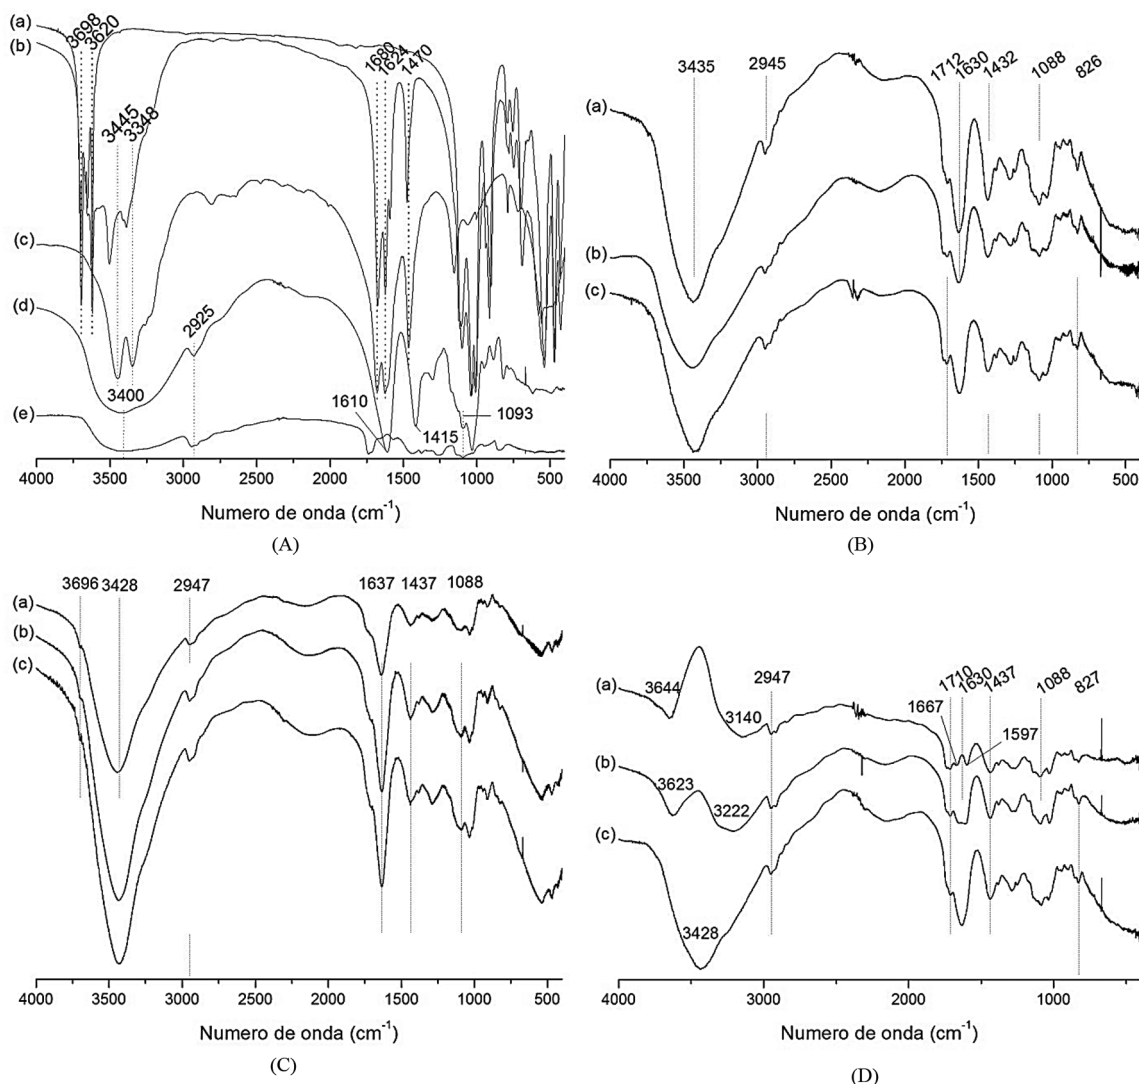 (a)
3698
3620
(b)
1680
1624
1470
3445
3348
(c)
(d)
2925
3400
(e)
1610
1415
1093
4000 3500 3000 2500 2000 1500 1000 500
Numero de onda (cm-1)
(A)
3435 2945 1712 1630 1432 1088 826
(a)
(b)
(c)
4000 3500 3000 2500 2000 1500 1000 500
Numero de onda (cm-1)
(B)
3696 3428 2947 1637 1437 1088
(a)
(b)
(c)
4000 3500 3000 2500 2000 1500 1000 500
Numero de onda (cm-1)
(C)
2947 1710 1630 1437 1088 827
(a) 3644
3140 1667
1597
(b)
3623
3222
(c)
3428
4000 3000 2000 1000
Numero de onda (cm-1)
(D)